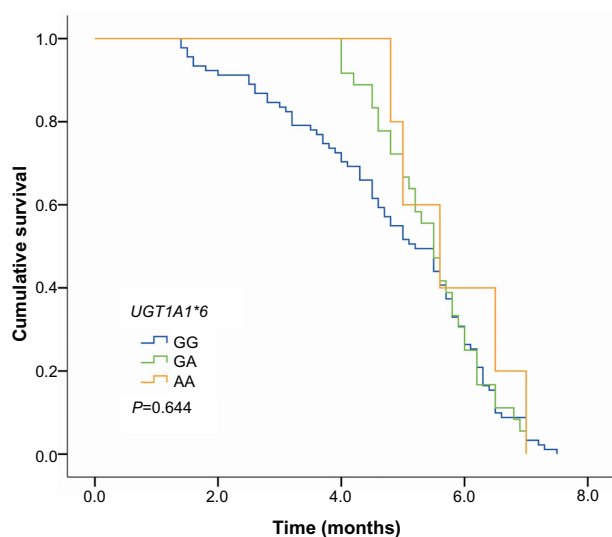 1.0
0.8
0.6
0.4
0.2
0.0
Cumulative survival
UGT1A1*6
GG
GA
AA
P=0.644
0.0 2.0 4.0 6.0 8.0
Time (months)